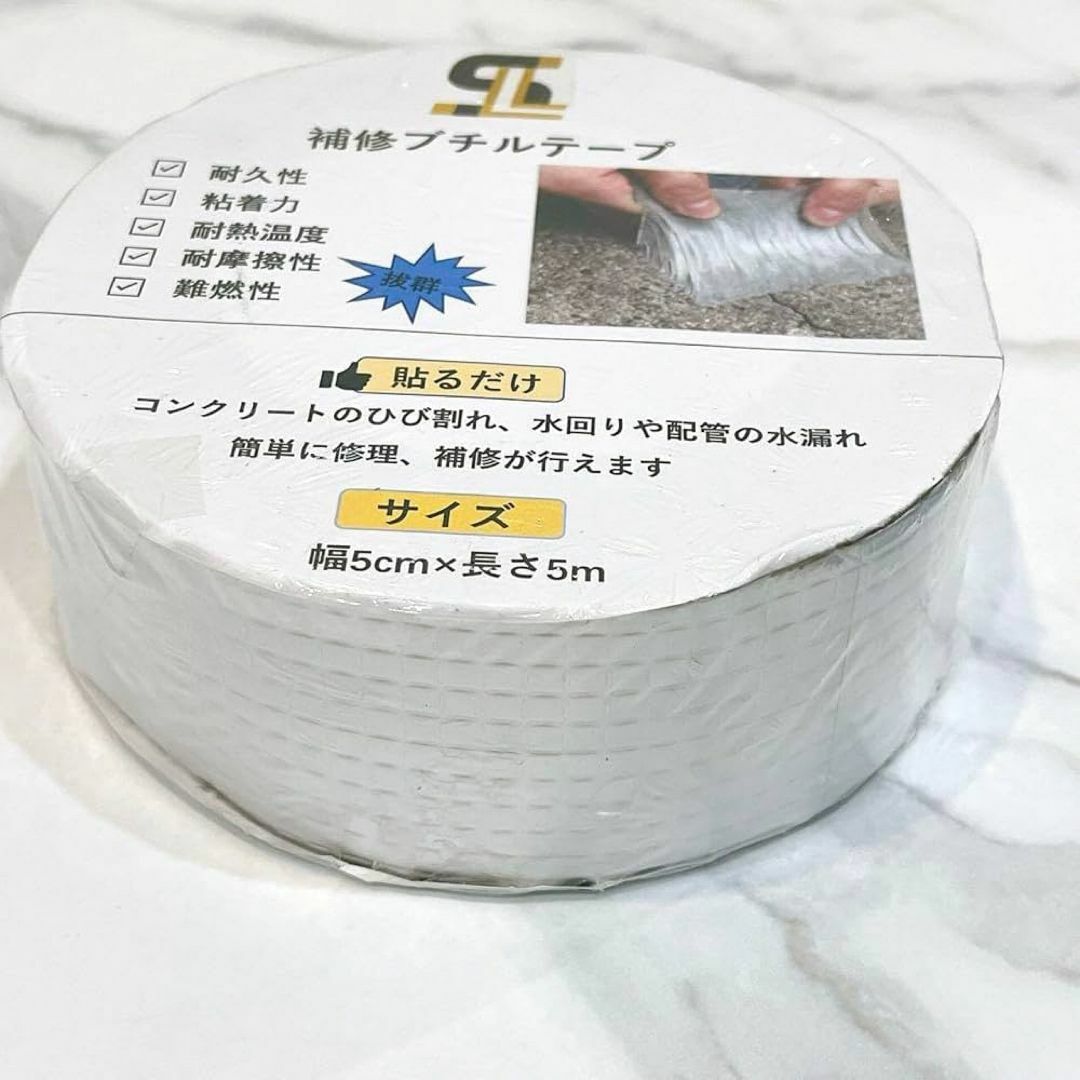 SL
補修ブチルテープ
耐久性
粘着力
耐熱温度
耐摩擦性
難燃性
抜群
貼るだけ
コンクリートのひび割れ、水回りや配管の水漏れ
簡単に修理、補修が行えます
サイズ
幅5cm×長さ5m